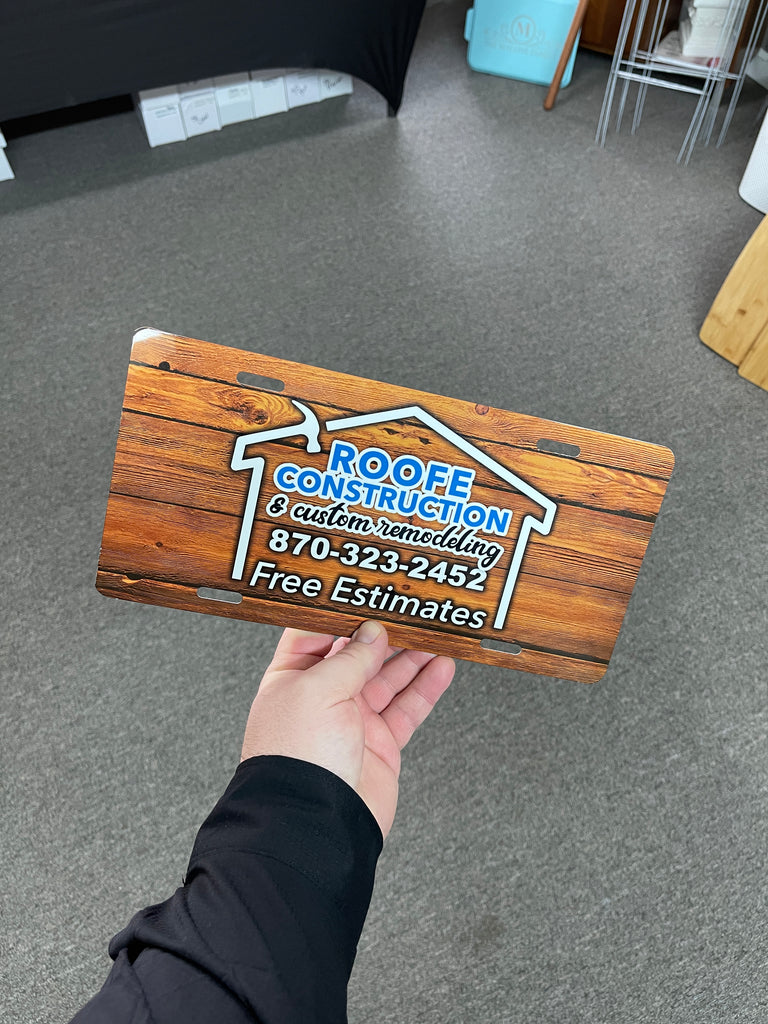 ROOFE
CONSTRUCTION
& custom remodeling
870-323-2452
Free Estimates
M